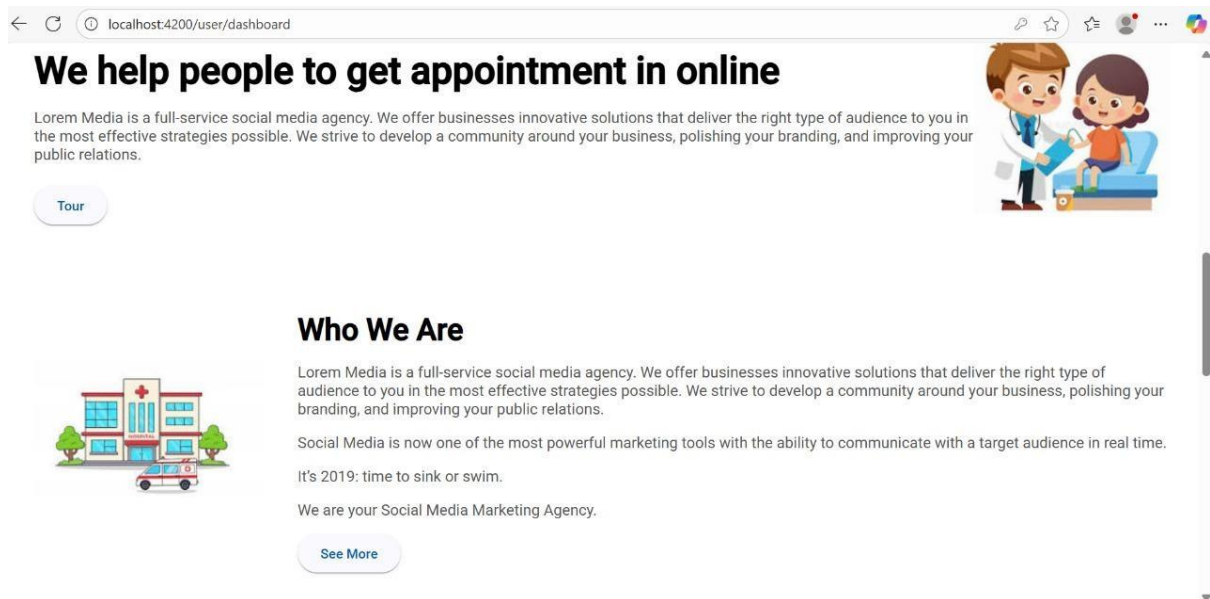 localhost:4200/user/dashboard
We help people to get appointment in online
Lorem Media is a full-service social media agency. We offer businesses innovative solutions that deliver the right type of audience to you in
the most effective strategies possible. We strive to develop a community around your business, polishing your branding, and improving your
public relations.
Tour
Who We Are
Lorem Media is a full-service social media agency. We offer businesses innovative solutions that deliver the right type of
audience to you in the most effective strategies possible. We strive to develop a community around your business, polishing your
branding, and improving your public relations.
HOSPITAL
Social Media is now one of the most powerful marketing tools with the ability to communicate with a target audience in real time.
It's 2019: time to sink or swim.
We are your Social Media Marketing Agency.
See More